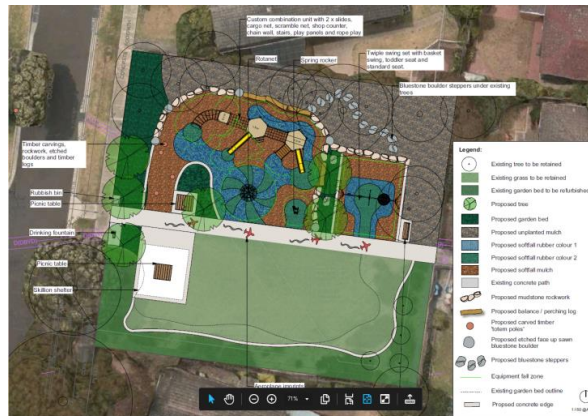 Custom combination unit with 2 x slides,
cargo net, scramble net, shop counter,
chain wall, stairs, play panels and rope play
Rotanet
Spring rocker
Triple swing set with basket
swing, toddler seat and
standard seat.
Bluestone boulder steppers under existing
trees
Timber carvings,
rockwork, etched
boulders and timber
logs
Rubbish bin
Picnic table
Drinking fountain
Picnic table
Skillion shelter
Aeroplane imprints
Legend:
Existing tree to be retained
Existing grass to be retained
Existing garden bed to be refurbished
Proposed tree
Proposed garden bed
Proposed unplanted mulch
Proposed softfall rubber colour 1
Proposed softfall rubber colour 2
Proposed softfall mulch
Existing concrete path
Proposed mudstone rockwork
Proposed balance / perching log
Proposed carved timber
'totem poles'
Proposed etched face up sawn
bluestone boulder
Proposed bluestone steppers
Equipment fall zone
Existing garden bed outline
Proposed concrete edge
71%